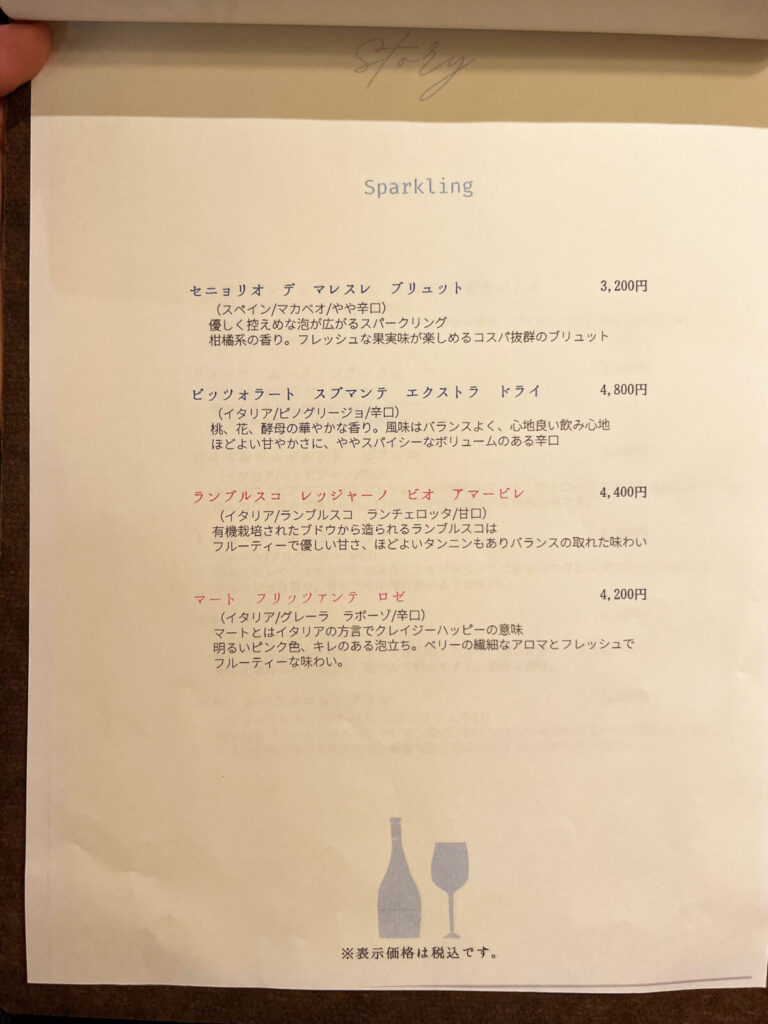 story
Sparkling
セニョリオ　デ　マレスレ　ブリュット　3,200円
（スペイン/マカベオ/やや辛口）
優しく控えめな泡が広がるスパークリング
柑橘系の香り。フレッシュな果実味が楽しめるコスパ抜群のブリュット
ビッツォラート　スプマンテ　エクストラ　ドライ　4,800円
（イタリア/ピノグリージョ/辛口）
桃、花、酵母の華やかな香り。風味はバランスよく、心地良い飲み心地
ほどよい甘やかさに、ややスパイシーなボリュームのある辛口
ランブルスコ　レッジャーノ　ビオ　アマービレ　4,400円
（イタリア/ランブルスコ　ランチェロッタ/甘口）
有機栽培されたブドウから造られるランブルスコは
フルーティーで優しい甘さ、ほどよいタンニンもありバランスの取れた味わい
マート　フリッツァンテ　ロゼ　4,200円
（イタリア/グレーラ　ラボーゾ/辛口）
マートとはイタリアの方言でクレイジーハッピーの意味
明るいピンク色、キレのある泡立ち。ベリーの繊細なアロマとフレッシュで
フルーティーな味わい。
※表示価格は税込です。